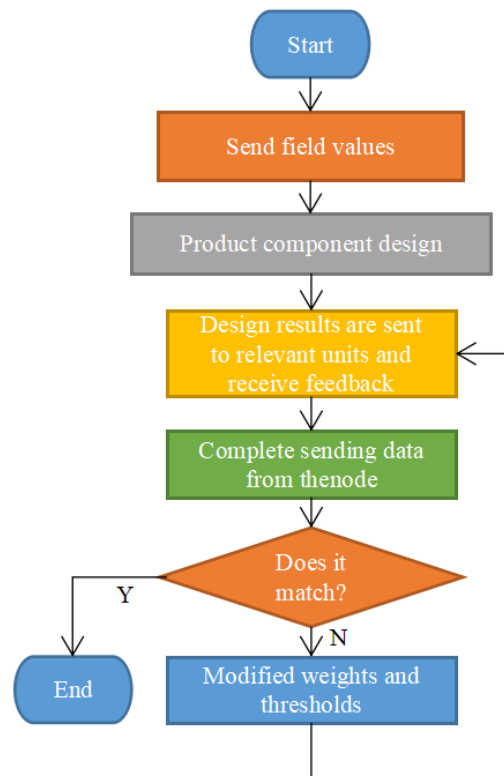 Start
Send field values
Product component design
Design results are sent
to relevant units and
receive feedback
Complete sending data
from thenode
Does it
match?
Y
N
End
Modified weights and
thresholds